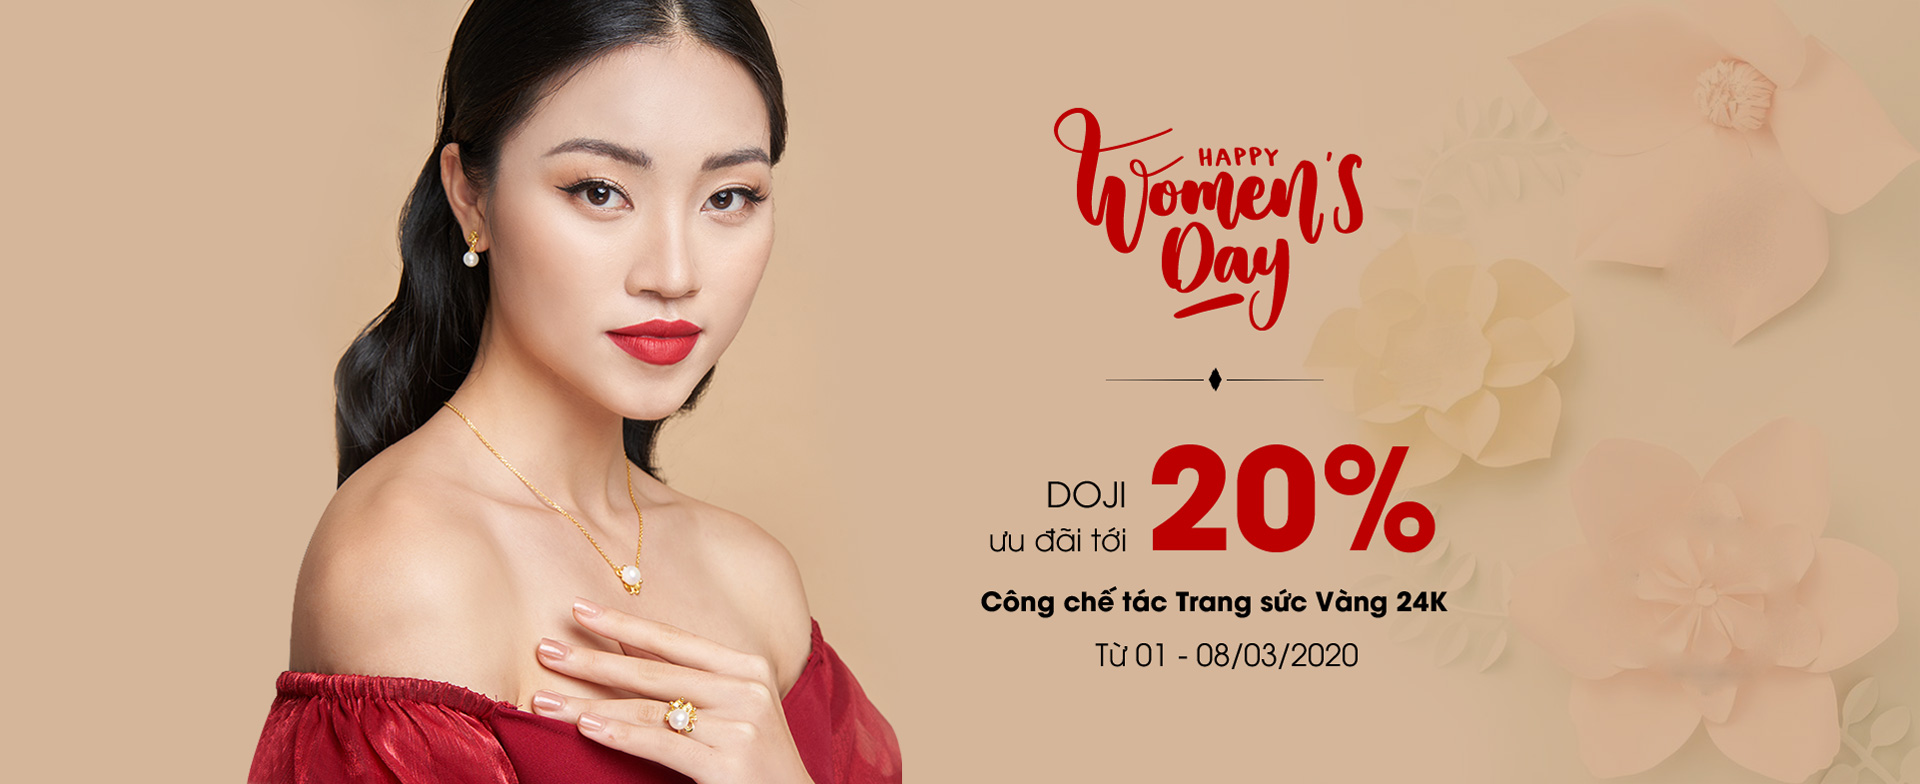 HAPPY
Women's
Day
DOJI
ưu đãi tới
20%
Công chế tác Trang sức Vàng 24K
Từ 01 - 08/03/2020